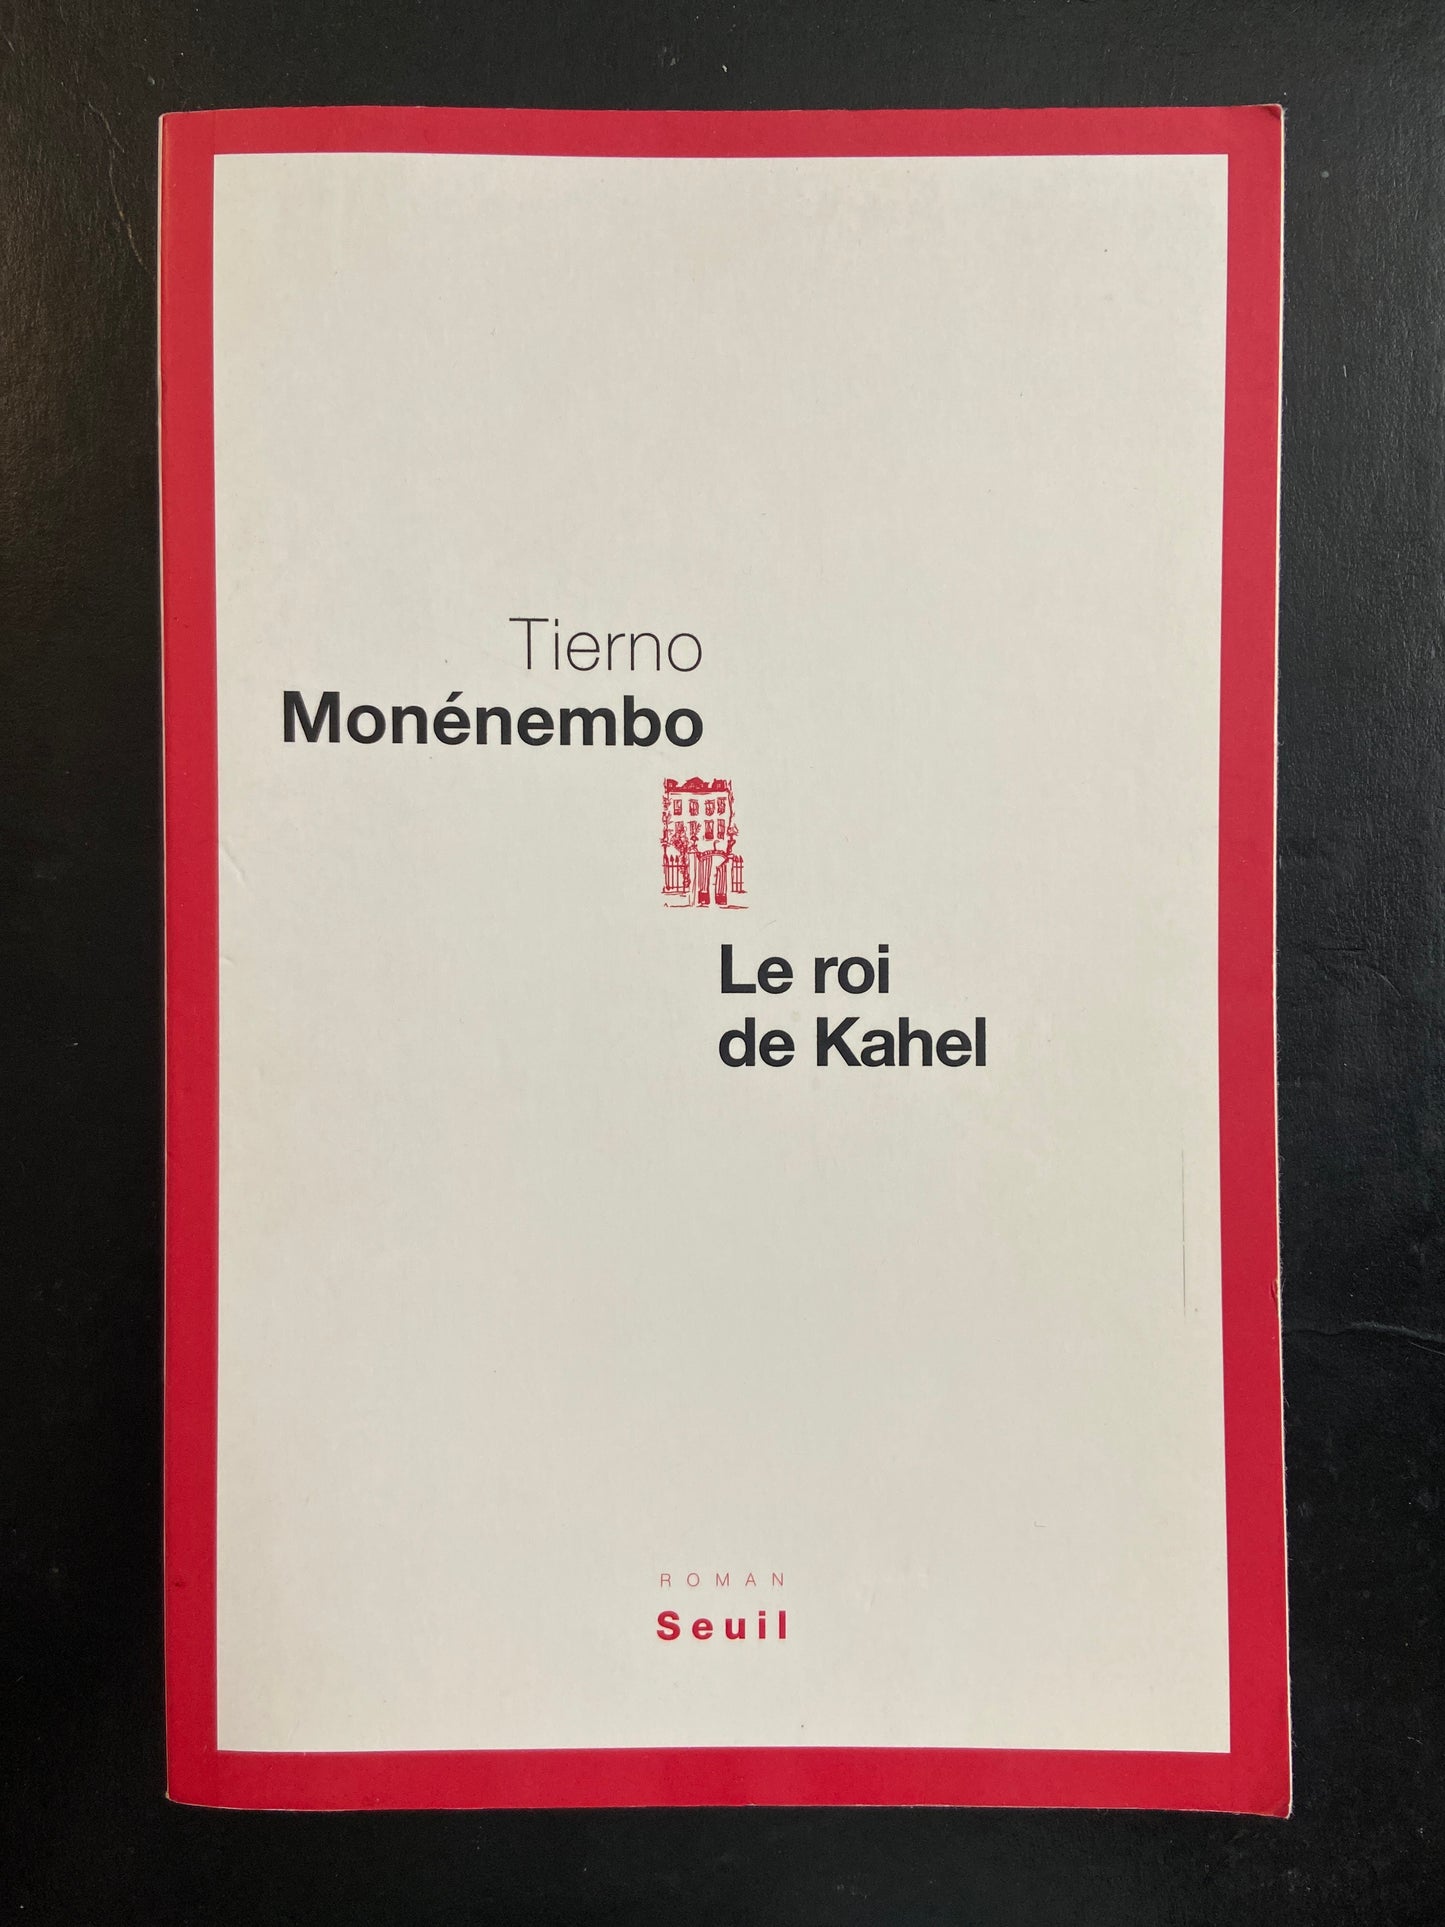 Tierno
Monénembo
Le roi
de Kahel
ROMAN
Seuil